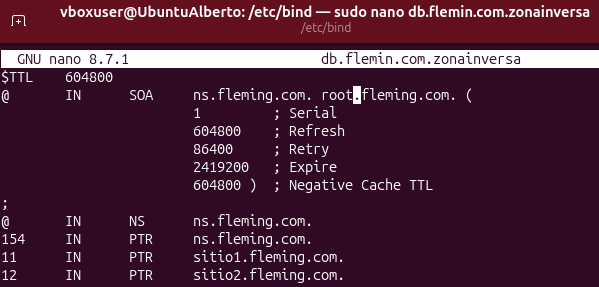 vboxuser@UbuntuAlberto: /etc/bind — sudo nano db.flemin.com.zonainversa
/etc/bind
GNU nano 8.7.1 db.flemin.com.zonainversa
$TTL 604800
@ IN SOA ns.fleming.com. root.fleming.com. (
1 ; Serial
604800 ; Refresh
86400 ; Retry
2419200 ; Expire
604800 ) ; Negative Cache TTL
;
@ IN NS ns.fleming.com.
154 IN PTR ns.fleming.com.
11 IN PTR sitio1.fleming.com.
12 IN PTR sitio2.fleming.com.